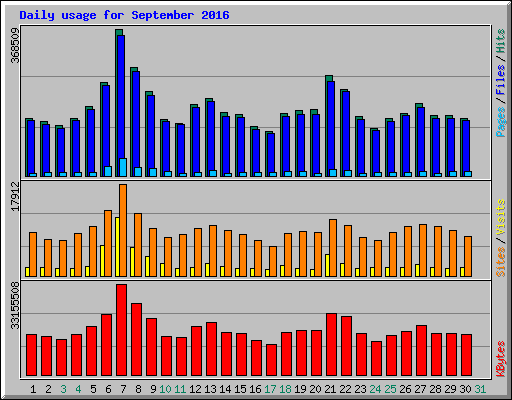 Daily usage for September 2016
368509
Pages / Files / Hits
17912
Sites / Visits
33155508
KBytes
1 2 3 4 5 6 7 8 9 10 11 12 13 14 15 16 17 18 19 20 21 22 23 24 25 26 27 28 29 30 31